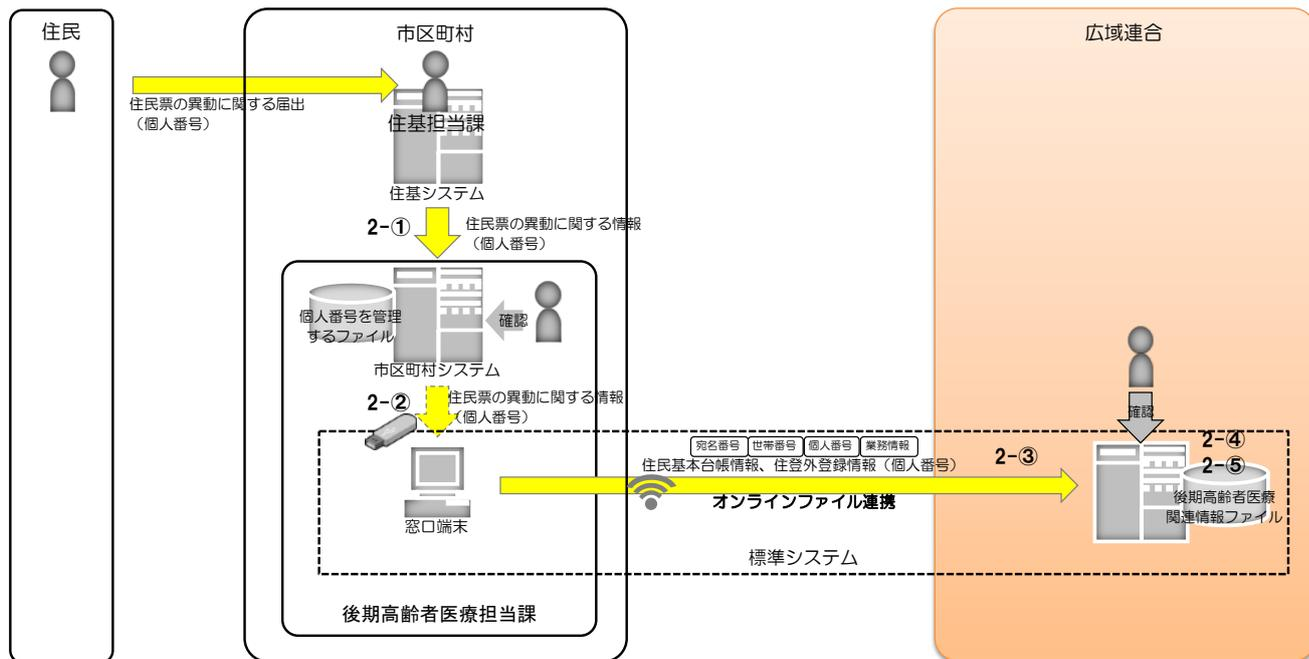 住民
市区町村
広域連合
住民票の異動に関する届出
（個人番号）
住基担当課
住基システム
2-①
住民票の異動に関する情報
（個人番号）
個人番号を管理
するファイル
確認
市区町村システム
2-②
住民票の異動に関する情報
（個人番号）
宛名番号 世帯番号 個人番号 業務情報
住民基本台帳情報、住登外登録情報（個人番号）
2-③
オンラインファイル連携
窓口端末
確認
2-④
2-⑤
後期高齢者医療
関連情報ファイル
標準システム
後期高齢者医療担当課